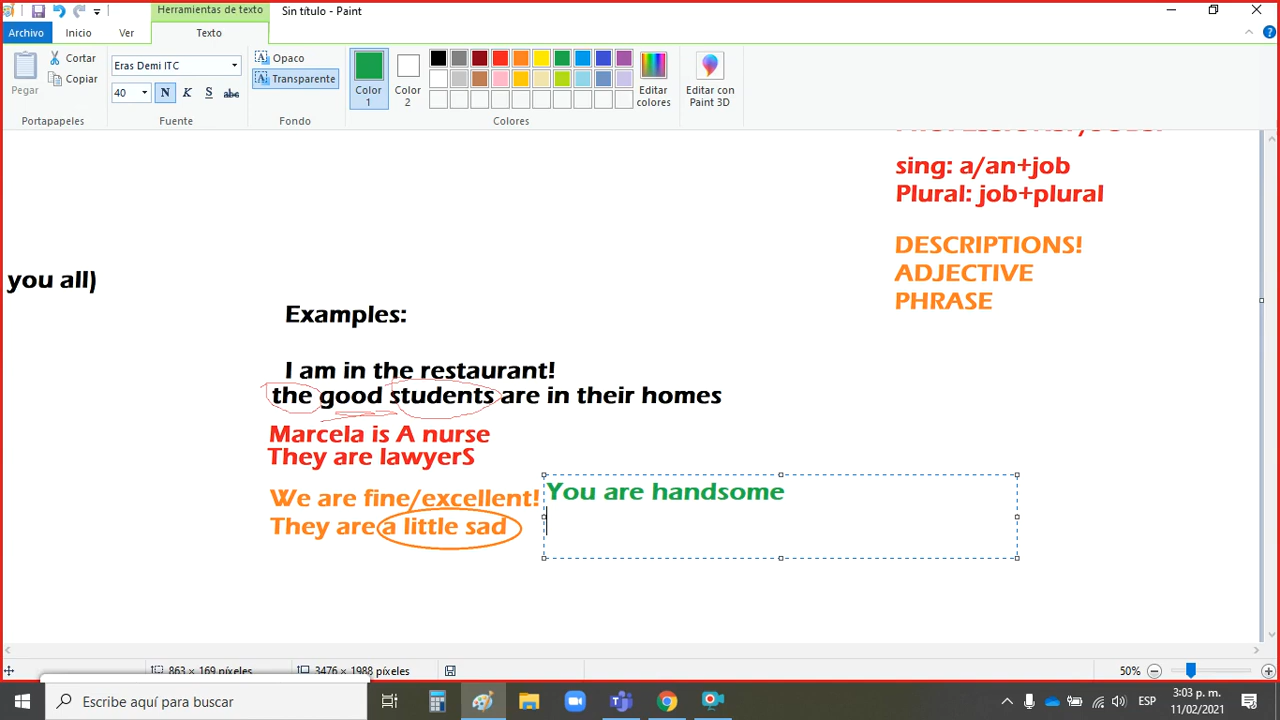 Herramientas de texto
Sin título - Paint
Archivo
Inicio
Ver
Texto
Pegar
Cortar
Copiar
Portapapeles
Eras Demi ITC
40
N
K
S
abc
Fuente
Opaco
Transparente
Fondo
Color 1
Color 2
Colores
Editar colores
Editar con Paint 3D
sing: a/an+job
Plural: job+plural
DESCRIPTIONS!
ADJECTIVE
PHRASE
you all)
Examples:
I am in the restaurant!
the good students are in their homes
Marcela is A nurse
They are lawyerS
We are fine/excellent!
They are a little sad
You are handsome
863 × 169 píxeles
3476 × 1988 píxeles
50%
Escribe aquí para buscar
ESP
3:03 p. m.
11/02/2021